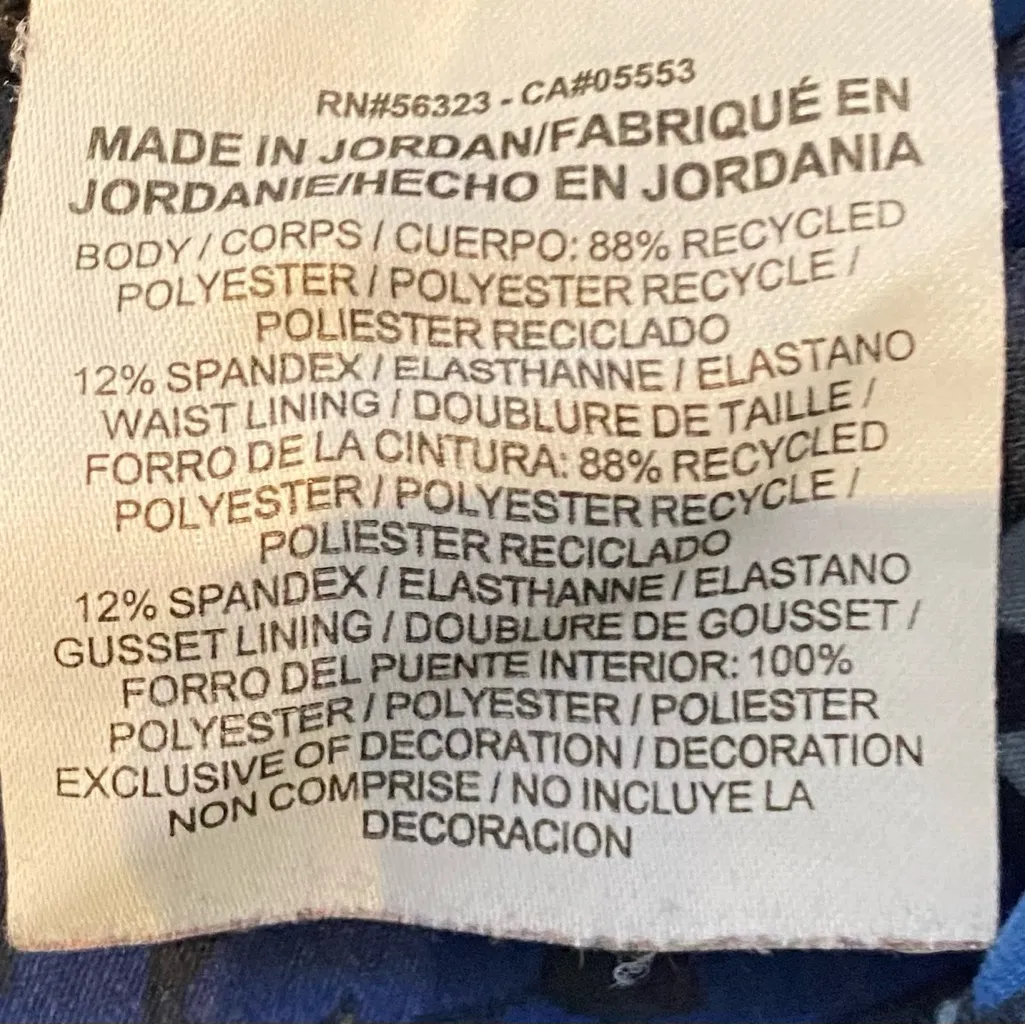 RN#56323 - CA#05553
MADE IN JORDAN/FABRIQUÉ EN
JORDANIE/HECHO EN JORDANIA
BODY / CORPS / CUERPO: 88% RECYCLED
POLYESTER / POLYESTER RECYCLE /
POLIESTER RECICLADO
12% SPANDEX / ELASTHANNE / ELASTANO
WAIST LINING / DOUBLURE DE TAILLE /
FORRO DE LA CINTURA: 88% RECYCLED
POLYESTER / POLYESTER RECYCLE /
POLIESTER RECICLADO
12% SPANDEX / ELASTHANNE / ELASTANO
GUSSET LINING / DOUBLURE DE GOUSSET /
FORRO DEL PUENTE INTERIOR: 100%
POLYESTER / POLYESTER / POLIESTER
EXCLUSIVE OF DECORATION / DECORATION
NON COMPRISE / NO INCLUYE LA
DECORACION